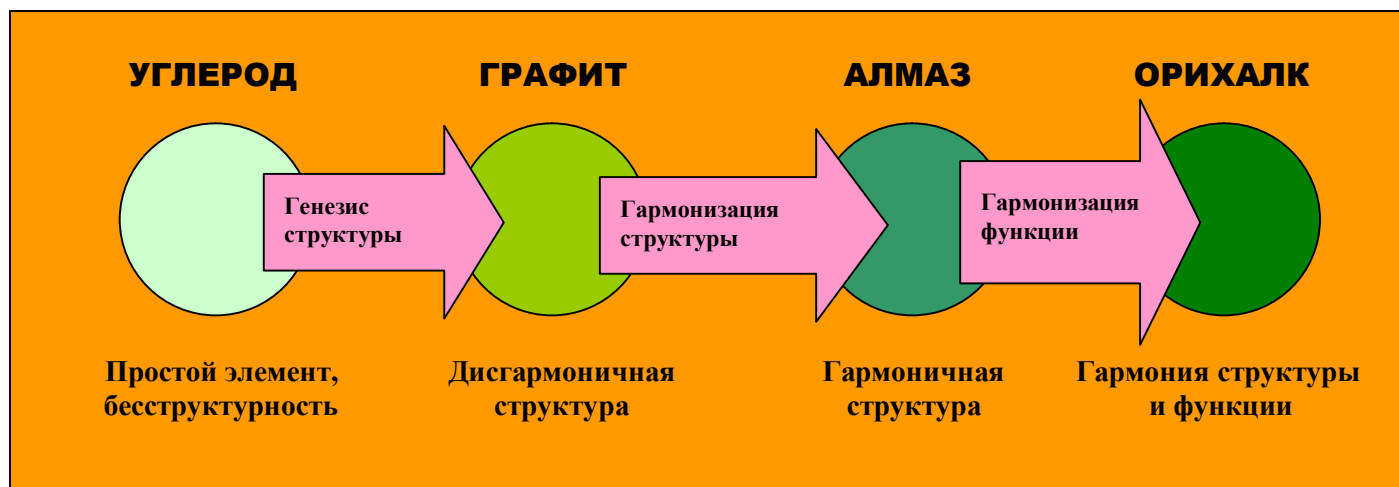 УГЛЕРОД
ГРАФИТ
АЛМАЗ
ОРИХАЛК
Генезис
структуры
Гармонизация
структуры
Гармонизация
функции
Простой элемент,
бесструктурность
Дисгармоничная
структура
Гармоничная
структура
Гармония структуры
и функции